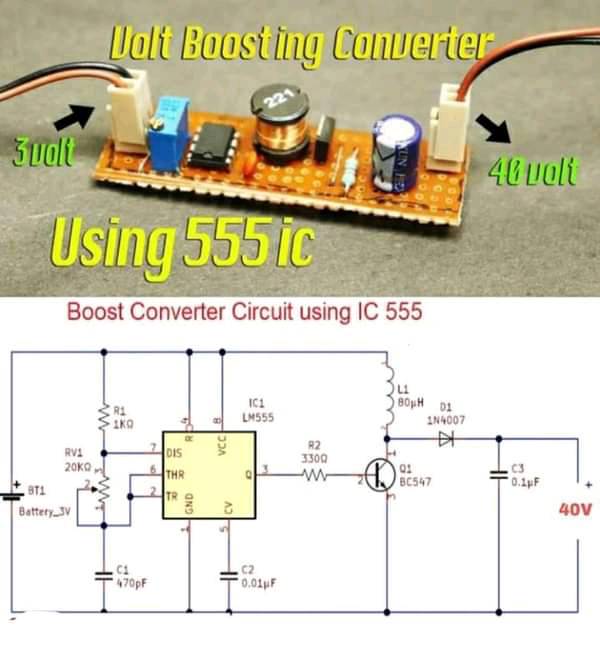 Volt Boosting Converter
221
3volt
40volt
Using 555 ic
Boost Converter Circuit using IC 555
R1
1KΩ
RV1
20KΩ
BT1
Battery_3V
IC1
LM555
4
8
R
VCC
7
DIS
6
THR
2
TR
Q
3
GND
CV
1
5
R2
330Ω
L1
80µH
D1
1N4007
Q1
BC547
C3
0.1µF
40V
C1
470pF
C2
0.01µF